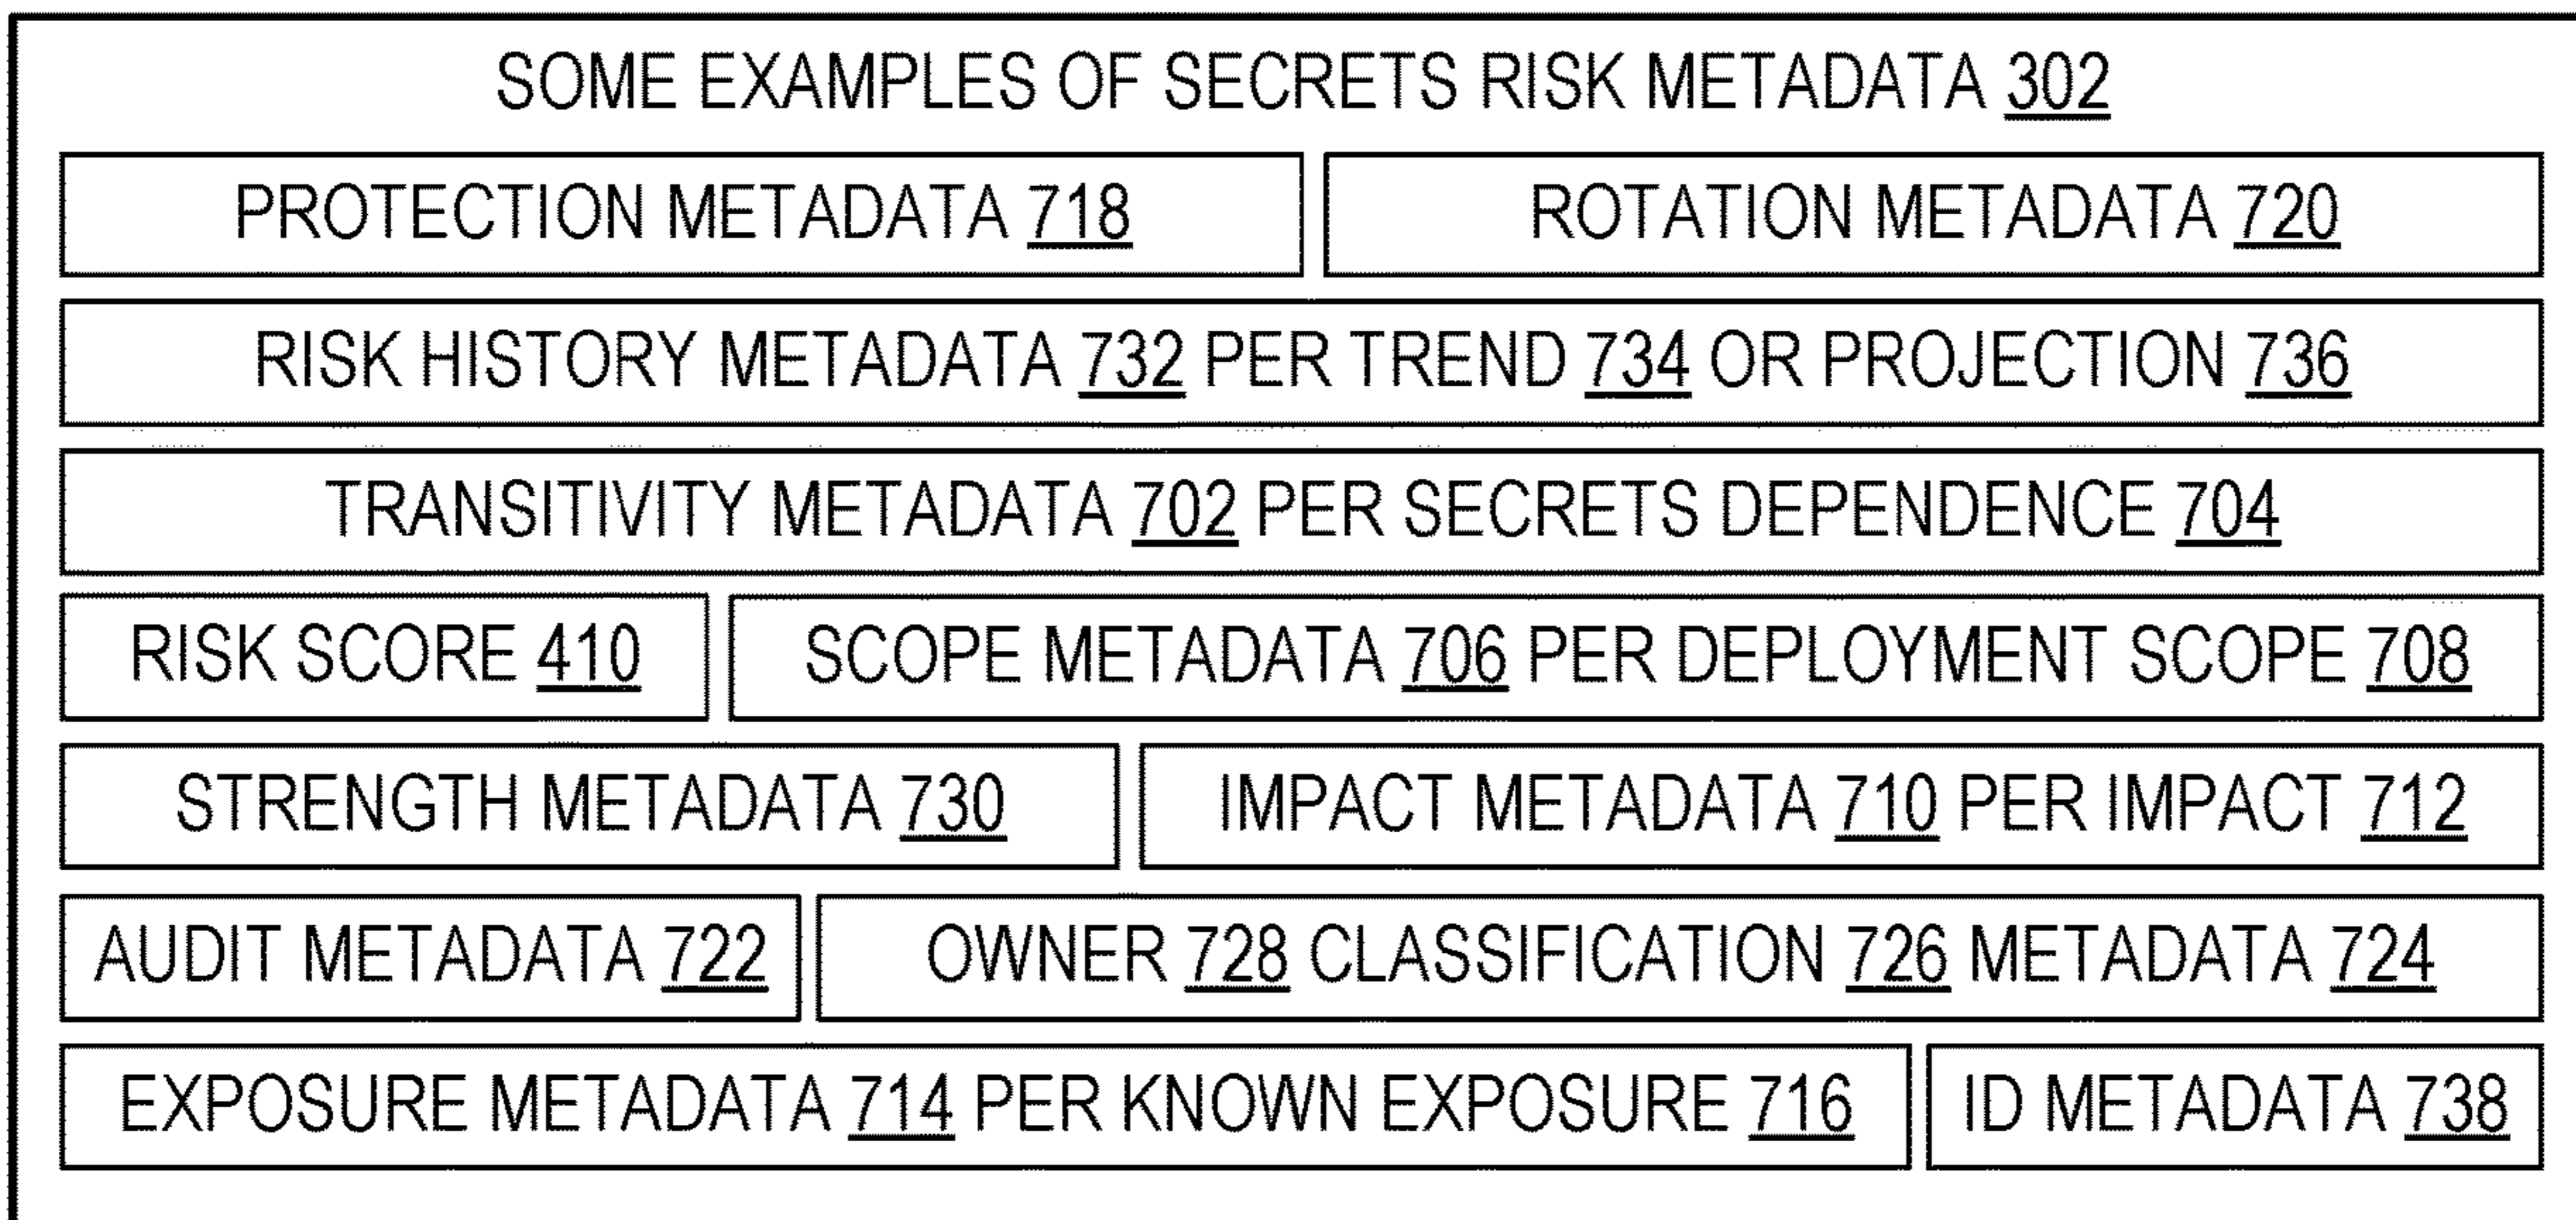 SOME EXAMPLES OF SECRETS RISK METADATA 302
PROTECTION METADATA 718
ROTATION METADATA 720
RISK HISTORY METADATA 732 PER TREND 734 OR PROJECTION 736
TRANSITIVITY METADATA 702 PER SECRETS DEPENDENCE 704
RISK SCORE 410
SCOPE METADATA 706 PER DEPLOYMENT SCOPE 708
STRENGTH METADATA 730
IMPACT METADATA 710 PER IMPACT 712
AUDIT METADATA 722
OWNER 728 CLASSIFICATION 726 METADATA 724
EXPOSURE METADATA 714 PER KNOWN EXPOSURE 716
ID METADATA 738